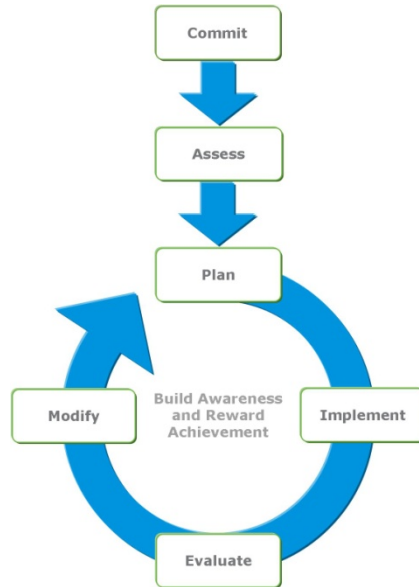 Commit
Assess
Plan
Modify
Build Awareness
and Reward
Achievement
Implement
Evaluate